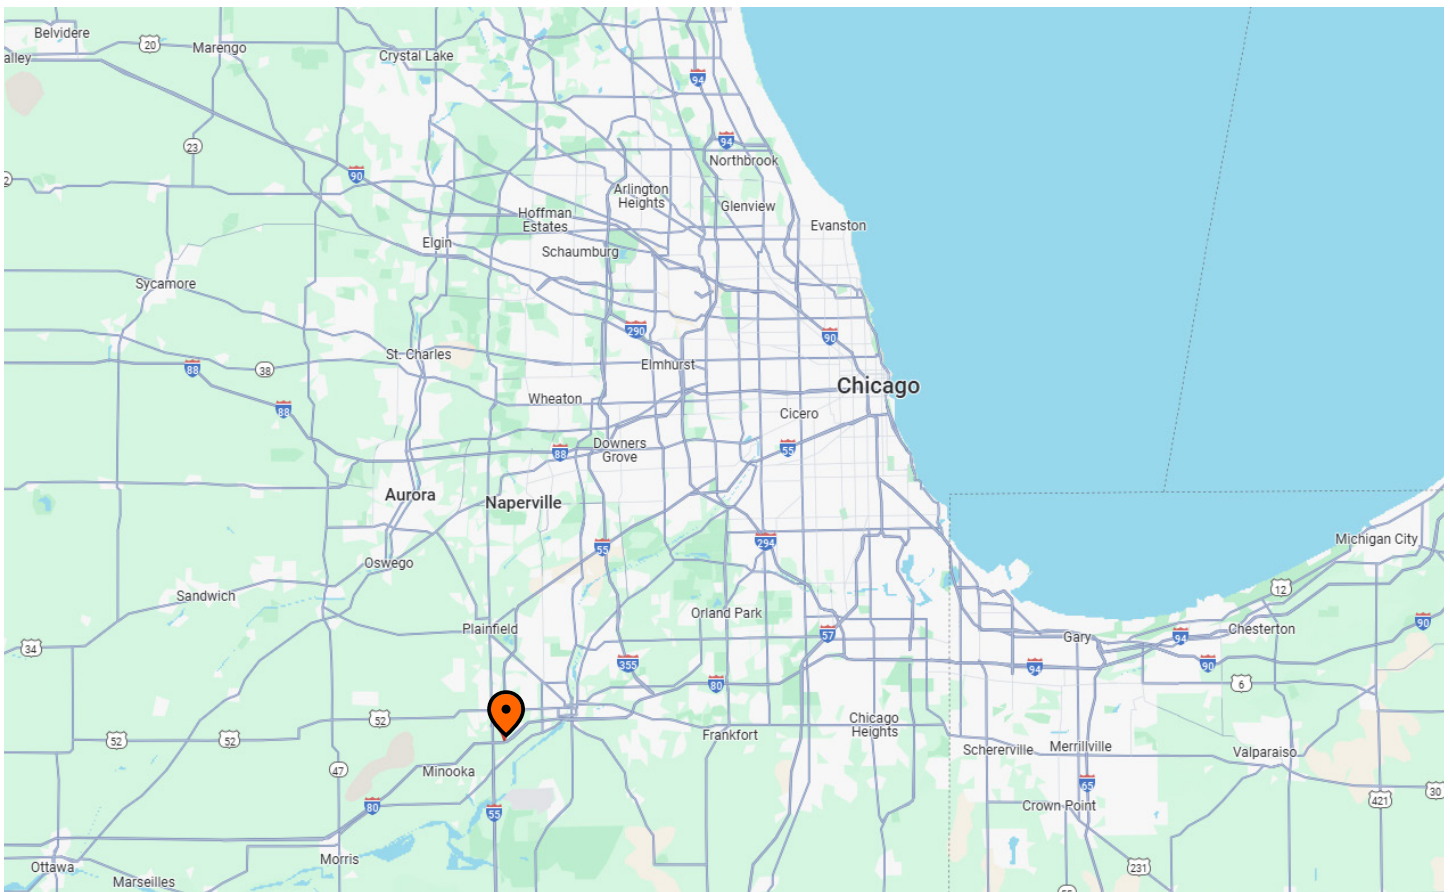 Belvidere
20
Marengo
Crystal Lake
alley
94
94
23
Northbrook
90
2
Arlington
Heights
Glenview
Hoffman
Estates
Evanston
Elgin
Schaumburg
Sycamore
290
90
St. Charles
Elmhurst
88
38
Chicago
Wheaton
88
Cicero
Downers
Grove
88
55
Aurora
Naperville
294
55
Michigan City
Oswego
12
Sandwich
Orland Park
90
Plainfield
57
Gary
94
Chesterton
34
355
94
90
80
6
52
Chicago
Heights
52
52
Frankfort
Schererville
Merrillville
Valparaiso
47
Minooka
65
30
421
80
55
Crown Point
Morris
Ottawa
231
Marseilles